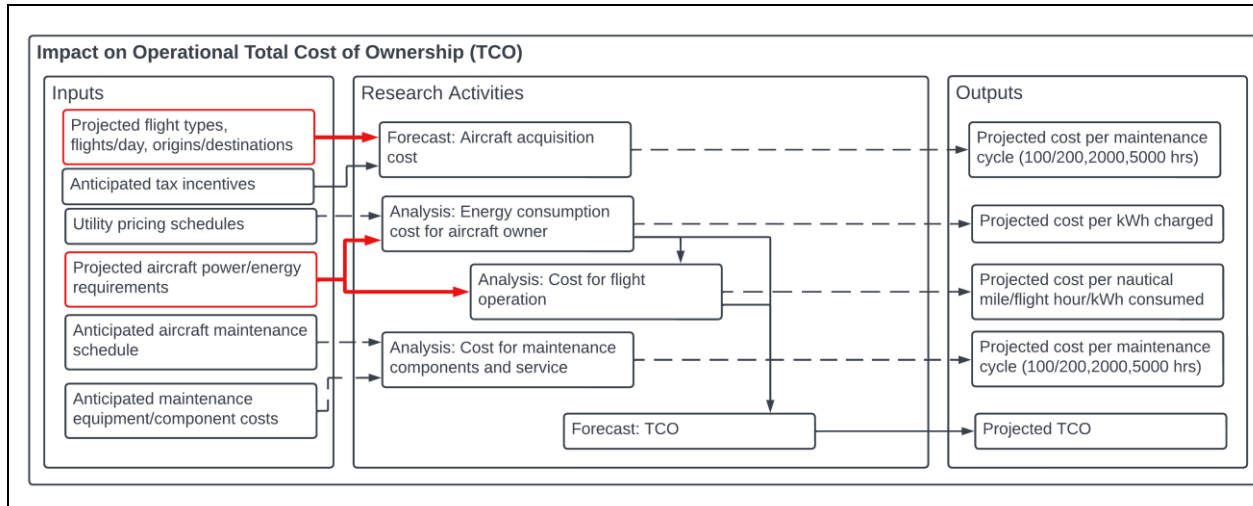 Impact on Operational Total Cost of Ownership (TCO)
Inputs
Projected flight types,
flights/day, origins/destinations
Anticipated tax incentives
Utility pricing schedules
Projected aircraft power/energy
requirements
Anticipated aircraft maintenance
schedule
Anticipated maintenance
equipment/component costs
Research Activities
Forecast: Aircraft acquisition
cost
Analysis: Energy consumption
cost for aircraft owner
Analysis: Cost for flight
operation
Analysis: Cost for maintenance
components and service
Forecast: TCO
Outputs
Projected cost per maintenance
cycle (100/200,2000,5000 hrs)
Projected cost per kWh charged
Projected cost per nautical
mile/flight hour/kWh consumed
Projected cost per maintenance
cycle (100/200,2000,5000 hrs)
Projected TCO